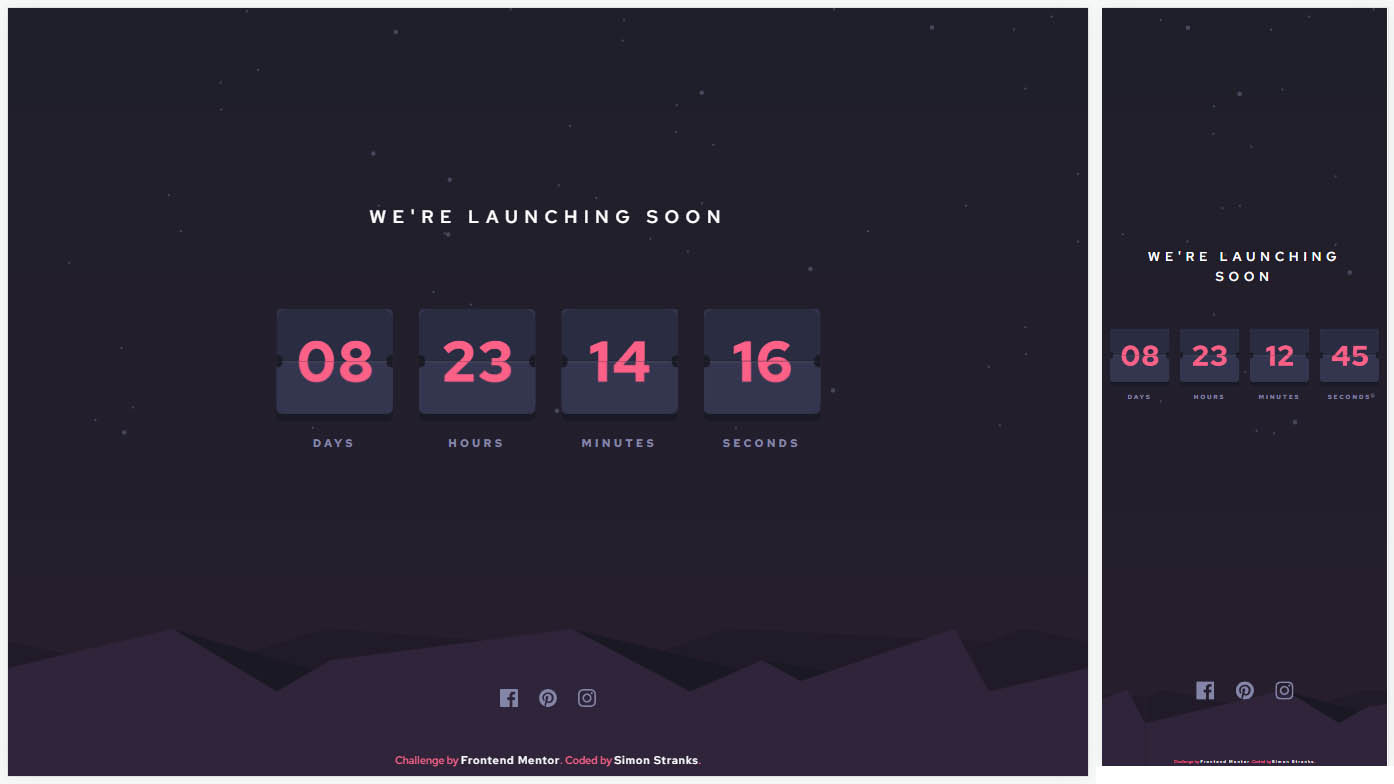 WE'RE LAUNCHING SOON
08 23 14 16
DAYS HOURS MINUTES SECONDS
Challenge by Frontend Mentor. Coded by Simon Stranks.
WE'RE LAUNCHING
SOON
08 23 12 45
DAYS HOURS MINUTES SECONDS
Challenge by Frontend Mentor. Coded by Simon Stranks.